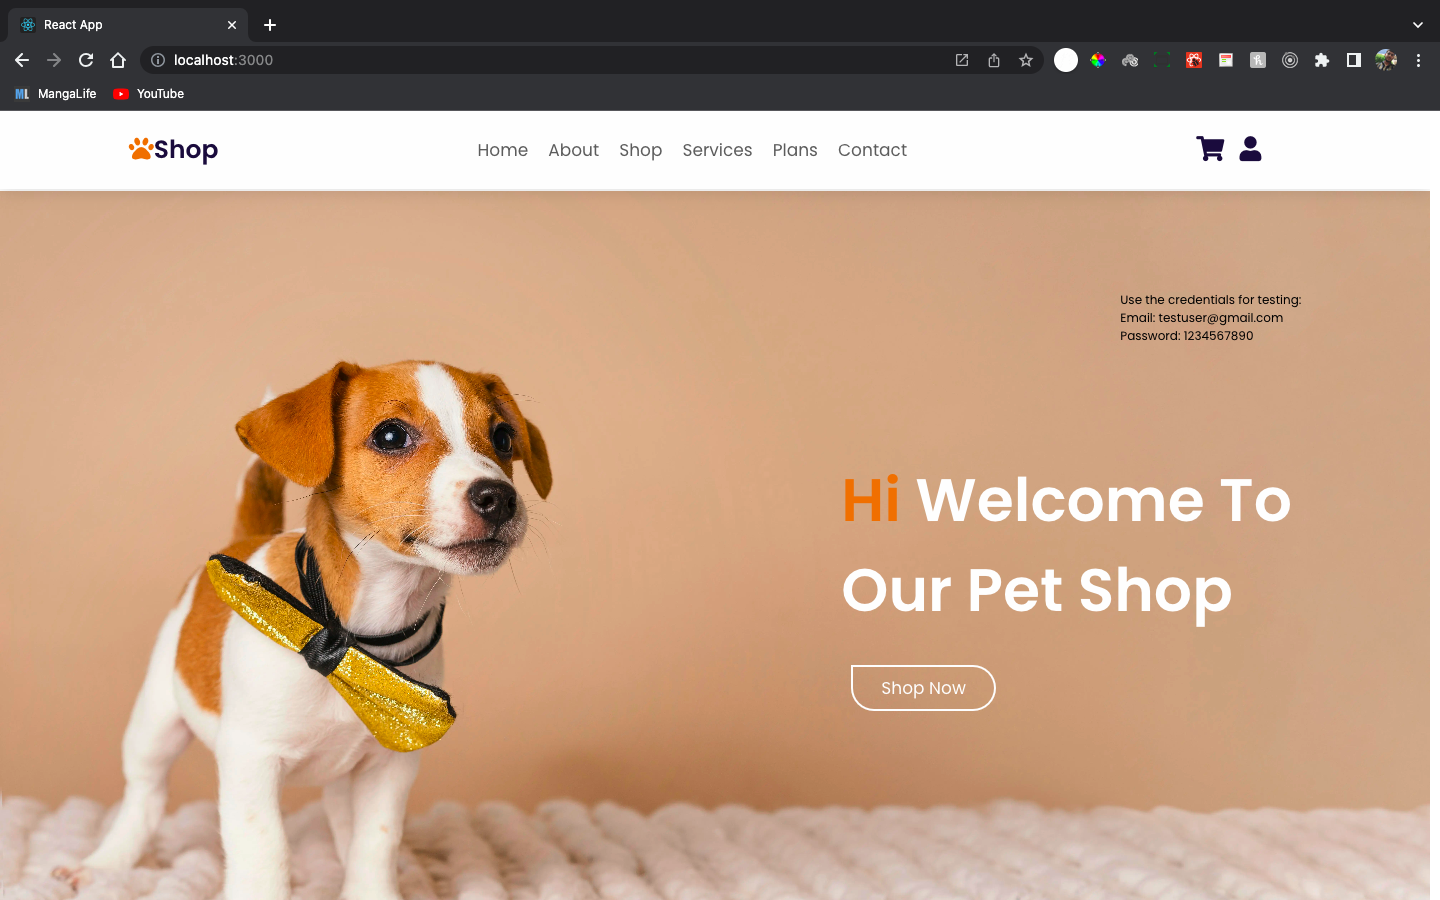 React App
localhost:3000
MangaLife YouTube
Shop Home About Shop Services Plans Contact
Use the credentials for testing:
Email: testuser@gmail.com
Password: 1234567890
Hi Welcome To
Our Pet Shop
Shop Now